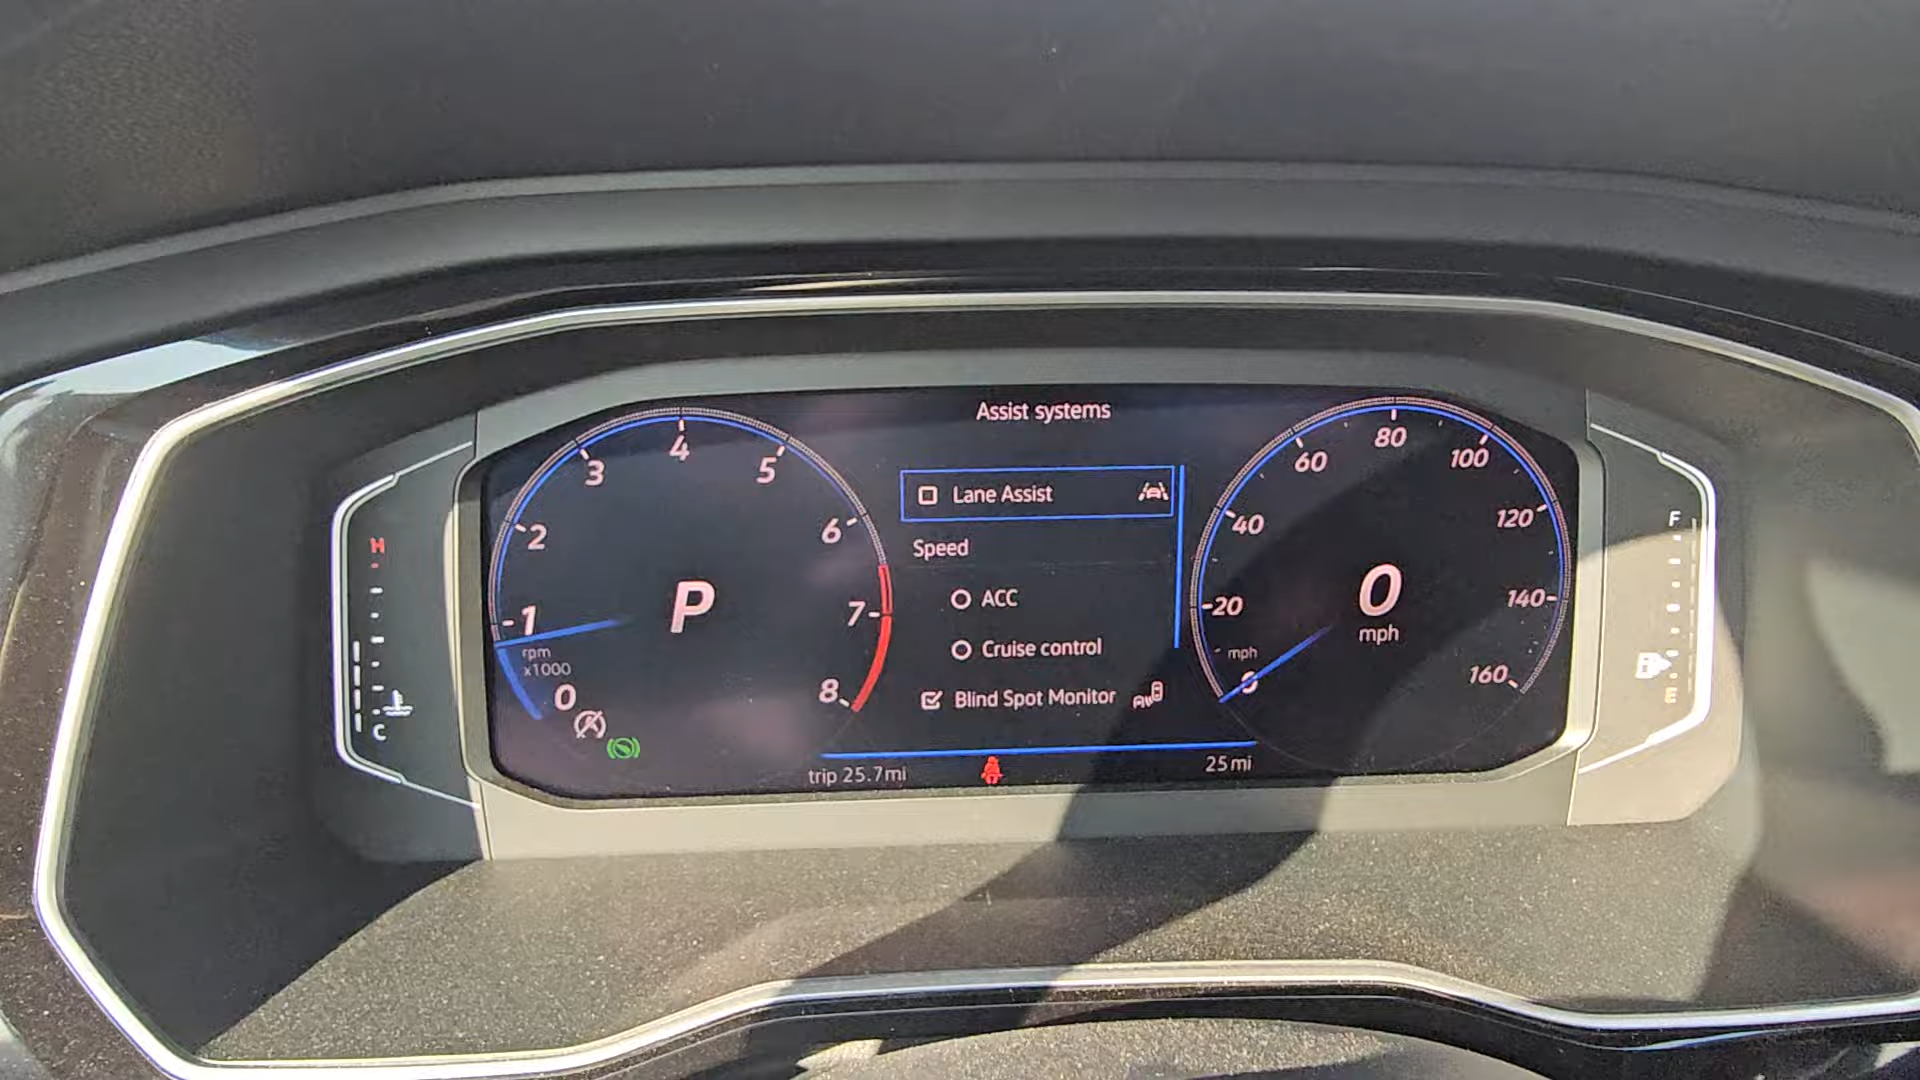 Assist systems
Lane Assist
Speed
ACC
Cruise control
Blind Spot Monitor
trip 25.7mi
25mi
0
1
2
3
4
5
6
7
8
rpm
x1000
P
0
20
40
60
80
100
120
140
160
mph
0
mph
H
C
F
E